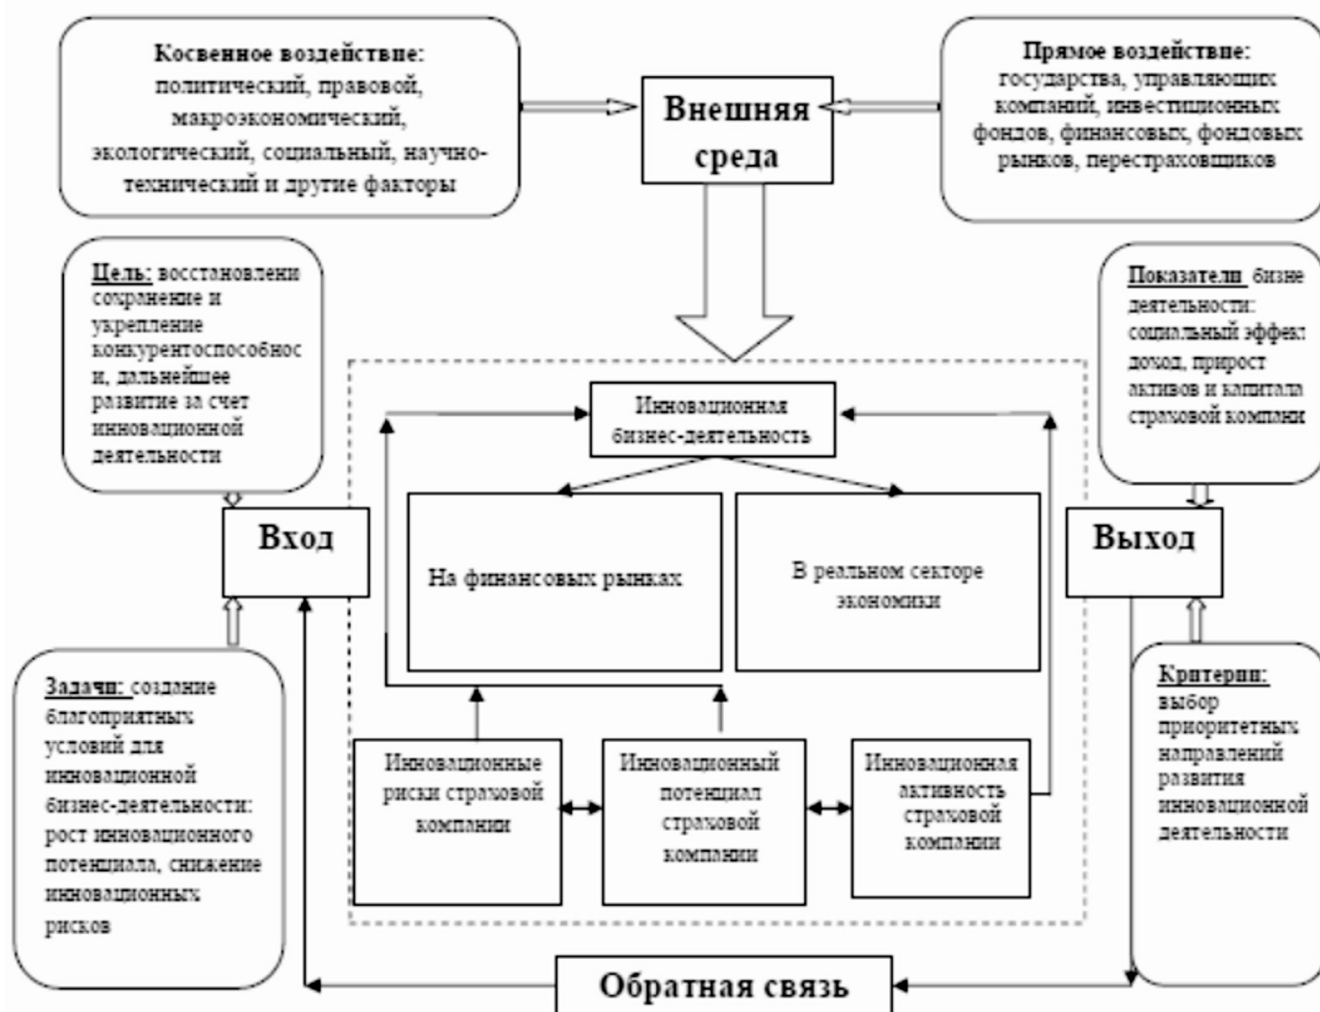 Косвенное воздействие:
политический, правовой,
макроэкономический,
экологический, социальный, научно-
технический и другие факторы
Внешняя
среда
Прямое воздействие:
государства, управляющих
компаний, инвестиционных
фондов, финансовых, фондовых
рынков, перестраховщиков
Цель: восстановлени
сохранение и
укрепление
конкурентоспособнос
и, дальнейшее
развитие за счет
инновационной
деятельности
Показатели бизне
деятельности:
социальный эффек
доход, прирост
активов и капитала
страховой компани
Инновационная
бизнес-деятельность
Вход
На финансовых рынках
В реальном секторе
экономики
Выход
Задачи: создание
благоприятных
условий для
инновационной
бизнес-деятельности:
рост инновационного
потенциала, снижение
инновационных
рисков
Инновационные
риски страховой
компании
Инновационный
потенциал
страховой
компании
Инновационная
активность
страховой
компании
Критерии:
выбор
приоритетных
направлений
развития
инновационной
деятельности
Обратная связь